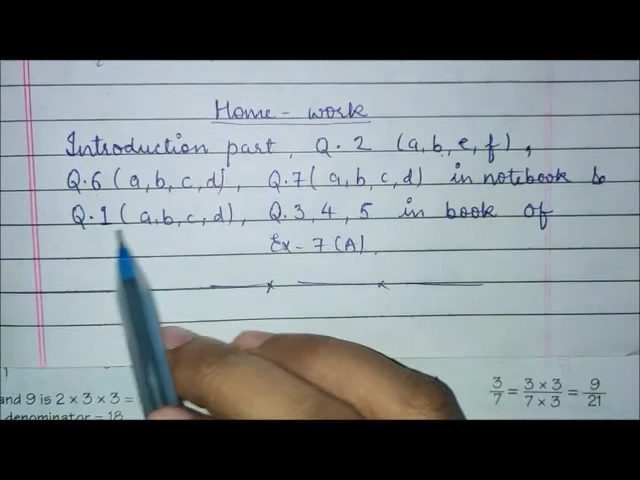 Home - work
Introduction part, Q. 2 (a, b, e, f),
Q.6 (a, b, c, d), Q.7 (a, b, c, d) in notebook &
Q.1 (a, b, c, d), Q. 3, 4, 5 in book of
Ex - 7 (A).
and 9 is 2 × 3 × 3 =
denominator = 18
3/7 = 3 × 3/7 × 3 = 9/21